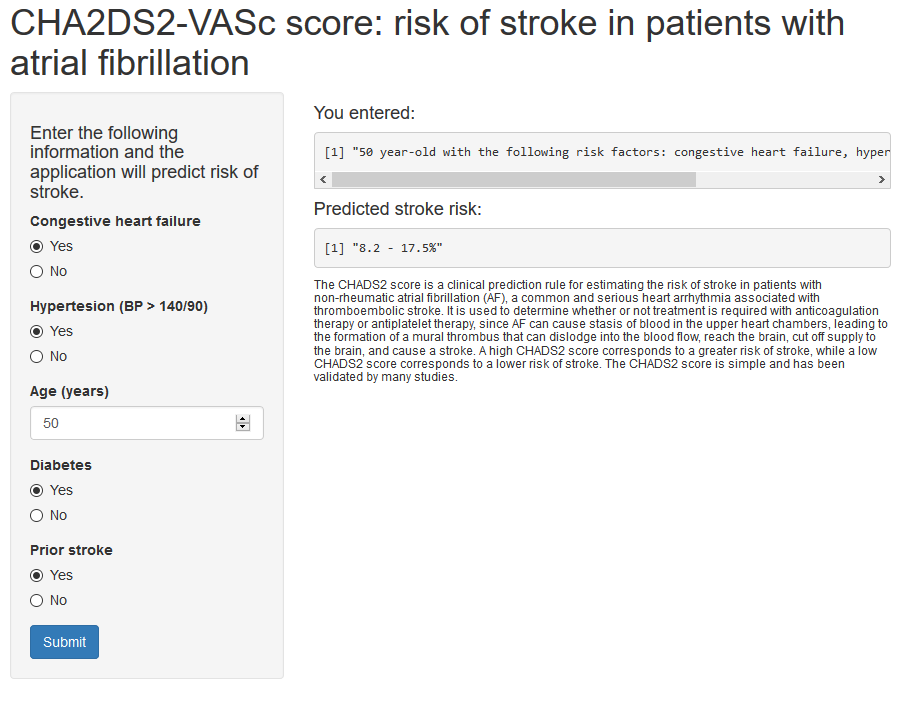 CHA2DS2-VASc score: risk of stroke in patients with
atrial fibrillation
Enter the following
information and the
application will predict risk of
stroke.
Congestive heart failure
Yes
No
Hypertesion (BP > 140/90)
Yes
No
Age (years)
50
Diabetes
Yes
No
Prior stroke
Yes
No
Submit
You entered:
[1] "50 year-old with the following risk factors: congestive heart failure, hyper
Predicted stroke risk:
[1] "8.2 - 17.5%"
The CHADS2 score is a clinical prediction rule for estimating the risk of stroke in patients with
non-rheumatic atrial fibrillation (AF), a common and serious heart arrhythmia associated with
thromboembolic stroke. It is used to determine whether or not treatment is required with anticoagulation
therapy or antiplatelet therapy, since AF can cause stasis of blood in the upper heart chambers, leading to
the formation of a mural thrombus that can dislodge into the blood flow, reach the brain, cut off supply to
the brain, and cause a stroke. A high CHADS2 score corresponds to a greater risk of stroke, while a low
CHADS2 score corresponds to a lower risk of stroke. The CHADS2 score is simple and has been
validated by many studies.